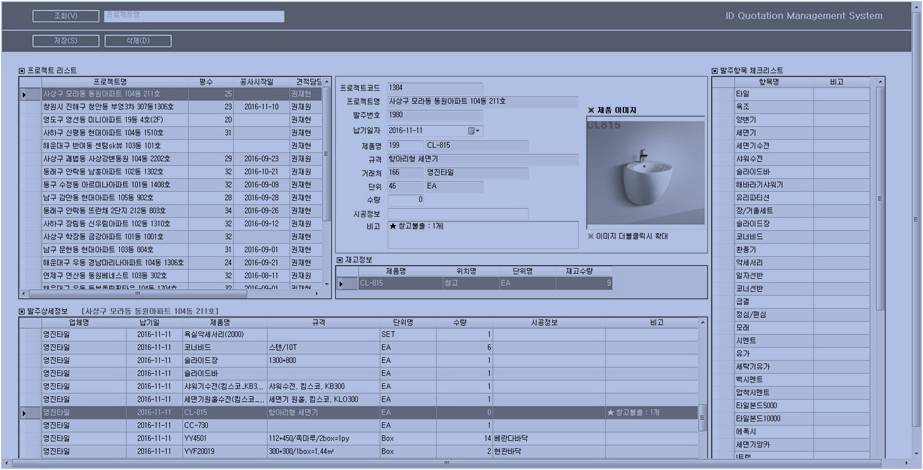 조회(V) 프로젝트명 ID Quotation Management System
저장(S) 삭제(D)
프로젝트 리스트
프로젝트명 평수 공사시작일 견적담당
사상구 모라동 동원아파트 104동 211호 25 권재현
창원시 진해구 청안동 부영3차 307동1306호 23 2016-11-10 권재원
영도구 영선동 미니아파트 19동 4호(2F) 20 권재현
사하구 신평동 현대아파트 104동 1510호 31 권재현
해운대구 반여동 센텀sk뷰 103동 101호 권재현
사상구 괘법동 사상강변동원 104동 2202호 29 2016-09-23 권재원
동래구 안락동 남흥아파트 102동 1302호 32 2016-10-21 권재원
동구 수정동 아르미나아파트 101동 1408호 32 2016-09-09 권재현
남구 감만동 현대아파트 105동 902호 28 2016-09-28 권재현
동래구 안락동 뜨란채 2단지 212동 803호 34 2016-09-26 권재현
사하구 장림동 신우림아파트 102동 1310호 32 2016-09-12 권재원
사상구 학장동 금강아파트 101동 1001호 32 권재현
남구 문현동 현대아파트 103동 804호 31 2016-09-01 권재현
해운대구 우동 경남마리나아파트 104동 1306호 24 2016-09-01 권재현
연제구 연산동 동원베네스트 103동 302호 32 2016-08-11 권재원
프로젝트코드 1384
프로젝트명 사상구 모라동 동원아파트 104동 211호
발주번호 1980
납기일자 2016-11-11
제품명 199 CL-815
규격 항아리형 세면기
거래처 166 영진타일
단위 46 EA
수량 0
시공정보
비고 ★ 창고불출 : 1개
※ 제품 이미지
CL815
※ 이미지 더블클릭시 확대
재고정보
제품명 위치명 단위명 재고수량
CL-815 창고 EA 9
발주항목 체크리스트
항목명 비고
타일
욕조
양변기
세면기
세면기수전
샤워수전
슬라이드바
해바라기샤워기
유리파티션
장/거울세트
슬라이드장
코너비드
환풍기
악세서리
일자선반
코너선반
급결
정심/편심
모래
시멘트
유가
세탁기유가
백시멘트
압착시멘트
타일본드5000
타일본드10000
에폭시
세면기앙카
발주상세정보 [사상구 모라동 동원아파트 104동 211호]
업체명 납기일 제품명 규격 단위명 수량 시공정보 비고
영진타일 2016-11-11 욕실악세서리(2000) SET 1
영진타일 2016-11-11 코너비드 스텐/10T EA 6
영진타일 2016-11-11 슬라이드장 1300*800 EA 1
영진타일 2016-11-11 슬라이드바 EA 1
영진타일 2016-11-11 샤워기수전(킴스코,KB3... 샤워수전, 킴스코, KB300 EA 1
영진타일 2016-11-11 세면기원홀수전(킴스코,... 세면기 원홀, 킴스코, KLO300 EA 1
영진타일 2016-11-11 CL-815 항아리형 세면기 EA 0 ★ 창고불출 : 1개
영진타일 2016-11-11 CC-730 EA 1
영진타일 2016-11-11 YY4501 112*450/쪽마루/2box=1py Box 14 베란다바닥
영진타일 2016-11-11 YYF20019 300*300/1box=1,44㎡ Box 2 현관바닥